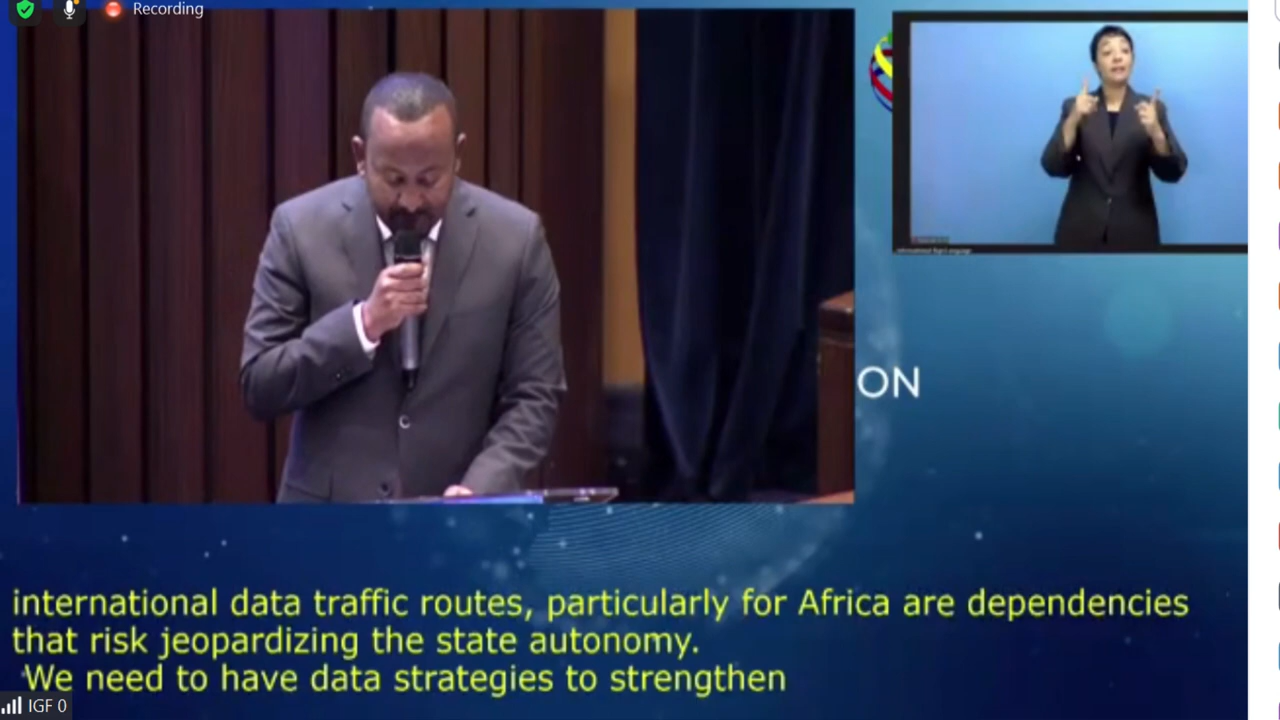 Recording
ON
international data traffic routes, particularly for Africa are dependencies
that risk jeopardizing the state autonomy.
We need to have data strategies to strengthen
IGF 0